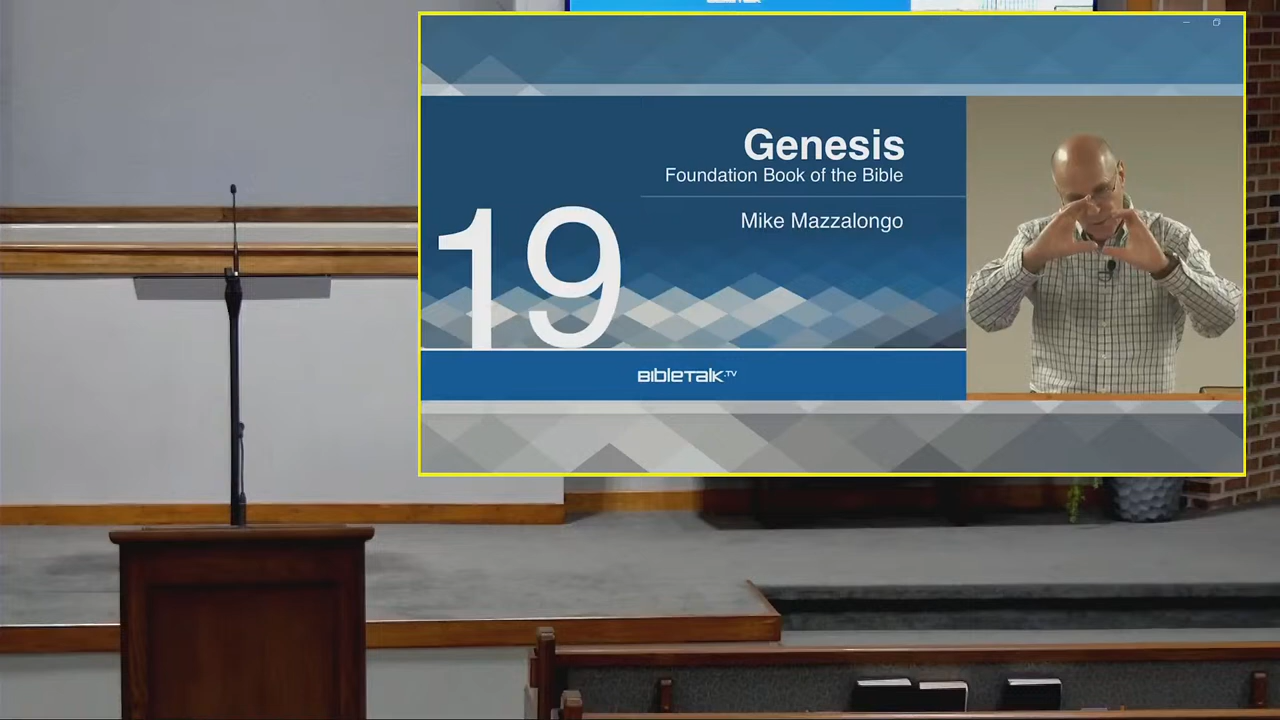 Genesis
Foundation Book of the Bible
Mike Mazzalongo
19
BIBLETALK.TV